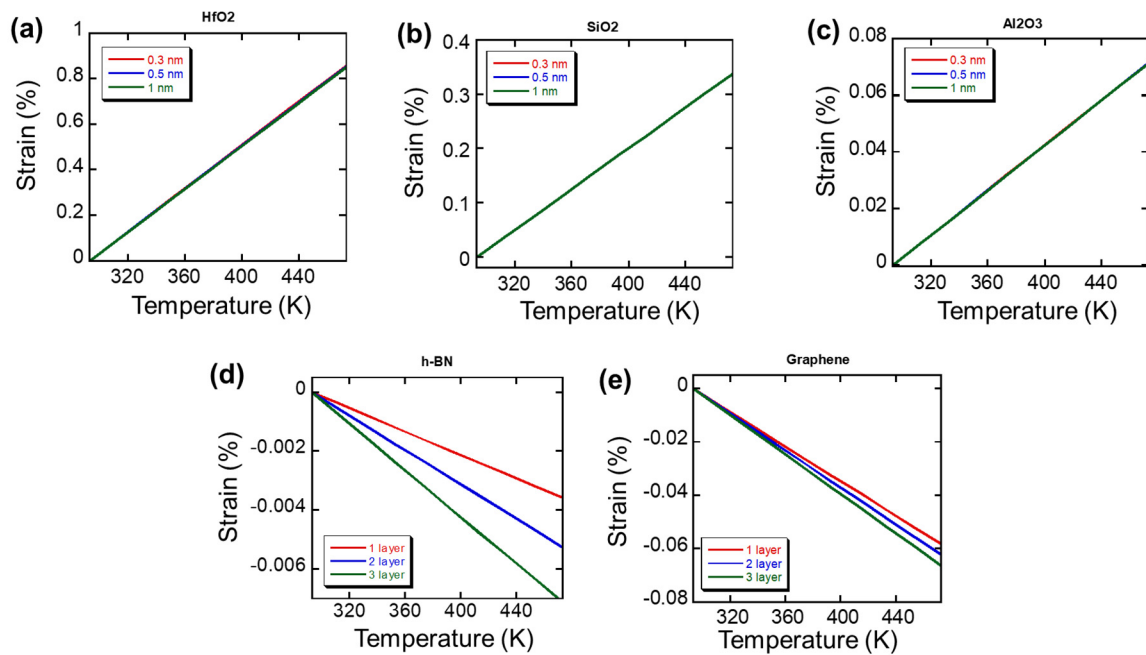 (a)
HfO2
1
0.8
0.6
0.4
0.2
0
0.3 nm
0.5 nm
1 nm
Strain (%)
320 360 400 440
Temperature (K)
(b)
SiO2
0.4
0.3
0.2
0.1
0
0.3 nm
0.5 nm
1 nm
Strain (%)
320 360 400 440
Temperature (K)
(c)
Al2O3
0.08
0.06
0.04
0.02
0
0.3 nm
0.5 nm
1 nm
Strain (%)
320 360 400 440
Temperature (K)
(d)
h-BN
0
-0.002
-0.004
-0.006
1 layer
2 layer
3 layer
Strain (%)
320 360 400 440
Temperature (K)
(e)
Graphene
0
-0.02
-0.04
-0.06
-0.08
1 layer
2 layer
3 layer
Strain (%)
320 360 400 440
Temperature (K)